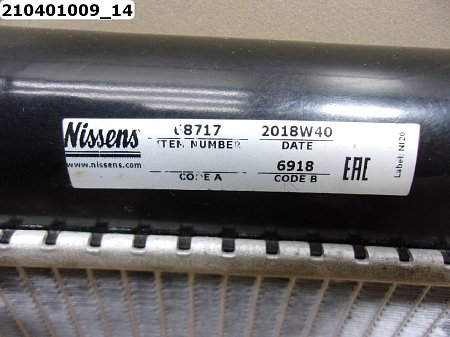 210401009_14
Nissens
68717
2018W40
ITEM NUMBER
DATE
www.nissens.com
6918
CODE A
CODE B
EAC
Label: NI20